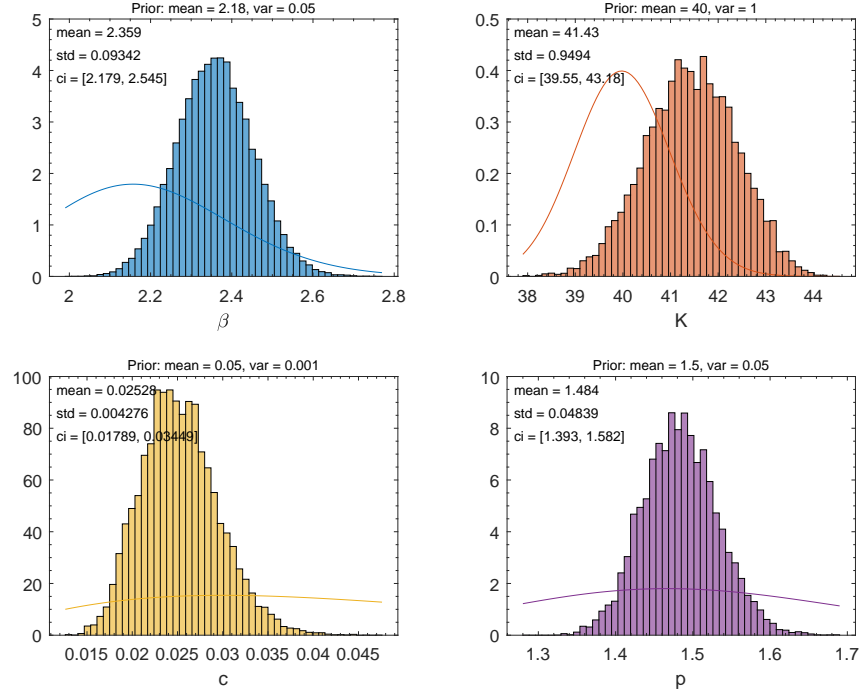 Prior: mean = 2.18, var = 0.05
mean = 2.359
std = 0.09342
ci = [2.179, 2.545]
5
4
3
2
1
0
2 2.2 2.4 2.6 2.8
β
Prior: mean = 40, var = 1
mean = 41.43
std = 0.9494
ci = [39.55, 43.18]
0.5
0.4
0.3
0.2
0.1
0
38 39 40 41 42 43 44
K
Prior: mean = 0.05, var = 0.001
mean = 0.02528
std = 0.004276
ci = [0.01789, 0.03449]
100
80
60
40
20
0
0.015 0.02 0.025 0.03 0.035 0.04 0.045
c
Prior: mean = 1.5, var = 0.05
mean = 1.484
std = 0.04839
ci = [1.393, 1.582]
10
8
6
4
2
0
1.3 1.4 1.5 1.6 1.7
p